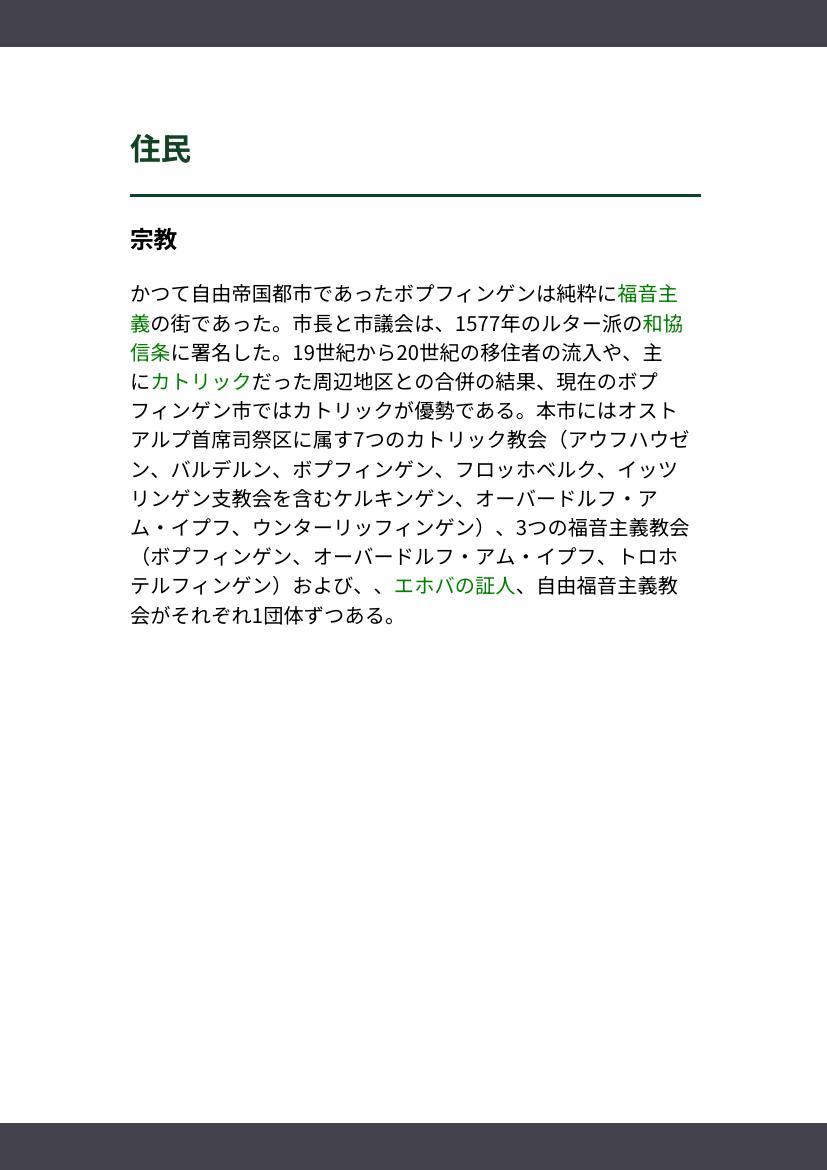 住民
宗教
かつて自由帝国都市であったボプフィンゲンは純粋に福音主
義の街であった。市長と市議会は、1577年のルター派の和協
信条に署名した。19世紀から20世紀の移住者の流入や、主
にカトリックだった周辺地区との合併の結果、現在のボプ
フィンゲン市ではカトリックが優勢である。本市にはオスト
アルプ首席司祭区に属す7つのカトリック教会（アウフハウゼ
ン、バルデルン、ボプフィンゲン、フロッホベルク、イッツ
リンゲン支教会を含むケルキンゲン、オーバードルフ・ア
ム・イプフ、ウンターリッフィンゲン）、3つの福音主義教会
（ボプフィンゲン、オーバードルフ・アム・イプフ、トロホ
テルフィンゲン）および、、エホバの証人、自由福音主義教
会がそれぞれ1団体ずつある。